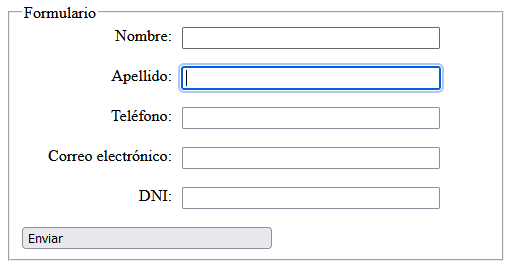 Formulario
Nombre:
Apellido:
Teléfono:
Correo electrónico:
DNI:
Enviar